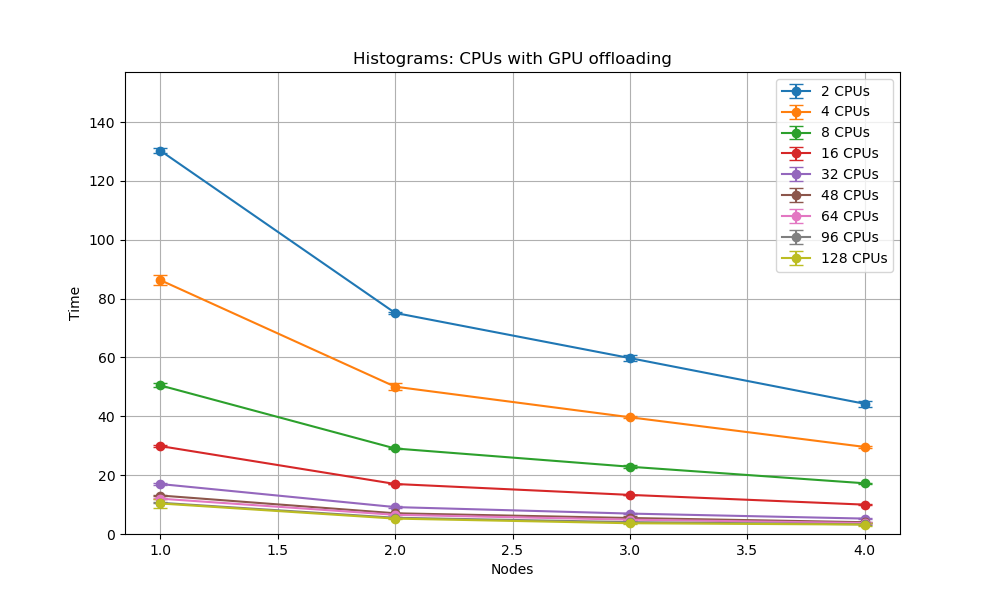 Histograms: CPUs with GPU offloading
Time
140
120
100
80
60
40
20
0
1.0 1.5 2.0 2.5 3.0 3.5 4.0
Nodes
2 CPUs
4 CPUs
8 CPUs
16 CPUs
32 CPUs
48 CPUs
64 CPUs
96 CPUs
128 CPUs